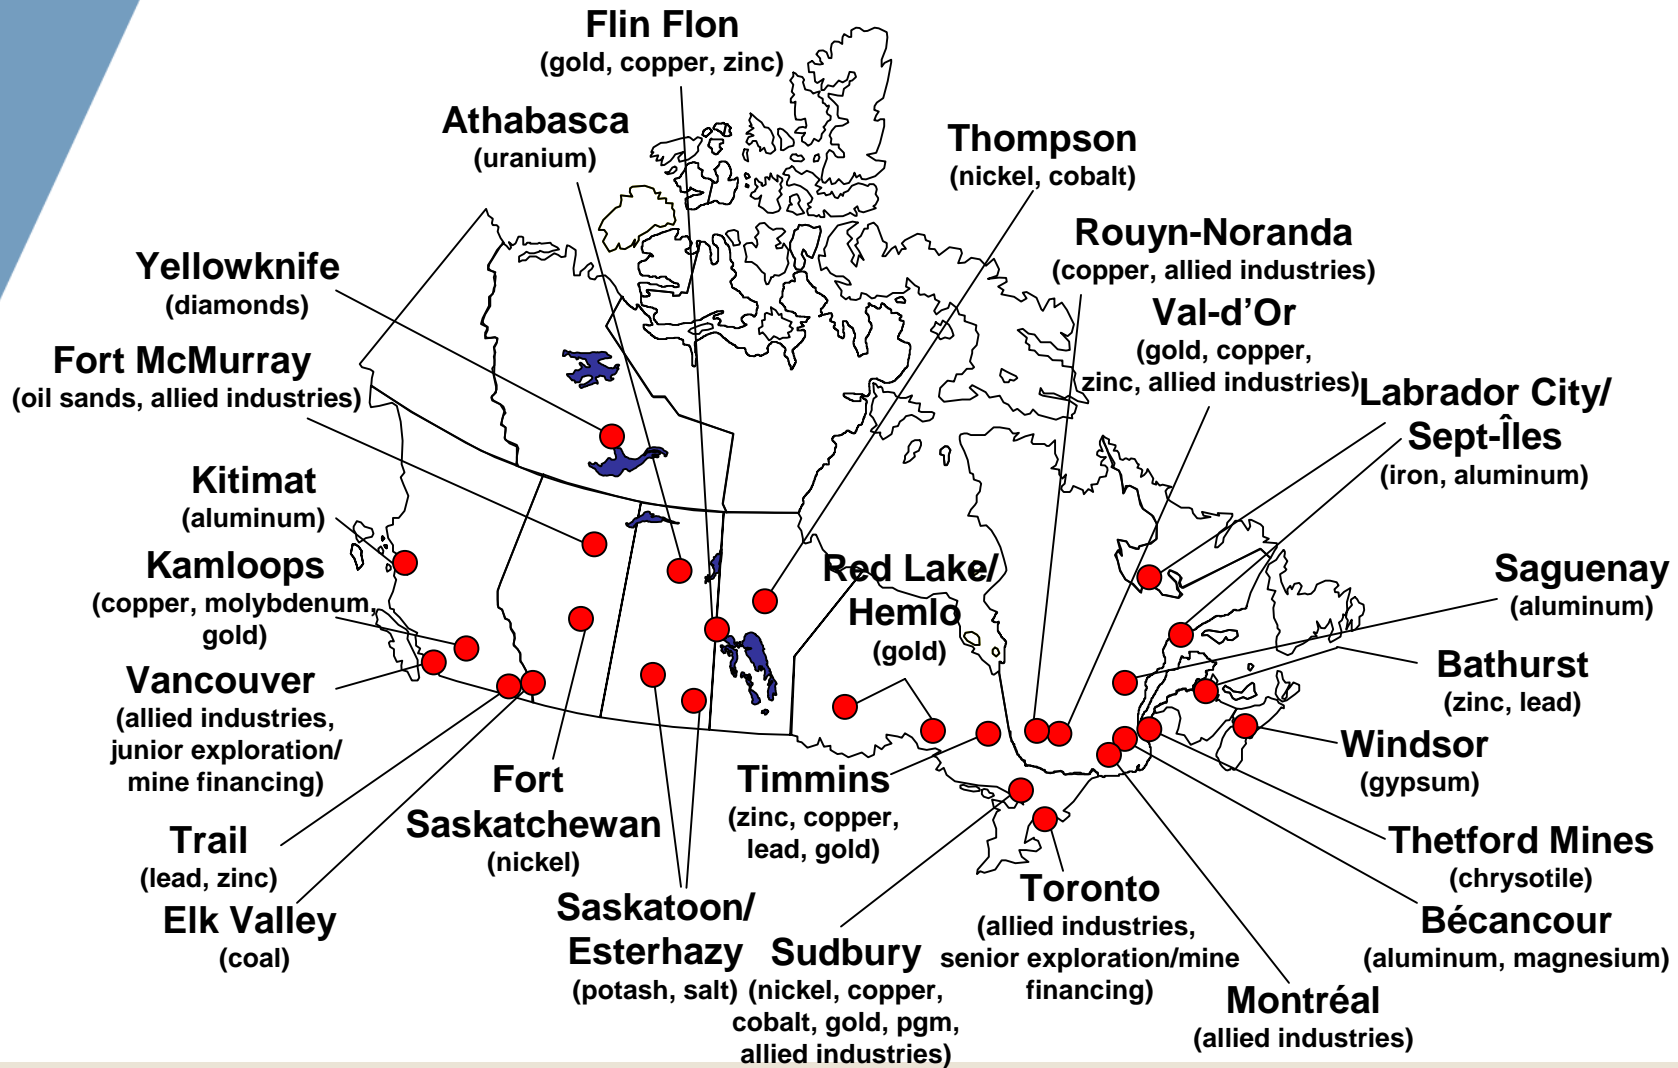 Flin Flon
(gold, copper, zinc)
Athabasca
(uranium)
Thompson
(nickel, cobalt)
Rouyn-Noranda
(copper, allied industries)
Yellowknife
(diamonds)
Val-d’Or
(gold, copper,
zinc, allied industries)
Fort McMurray
(oil sands, allied industries)
Labrador City/
Sept-Îles
(iron, aluminum)
Kitimat
(aluminum)
Kamloops
(copper, molybdenum,
gold)
Red Lake/
Hemlo
(gold)
Saguenay
(aluminum)
Vancouver
(allied industries,
junior exploration/
mine financing)
Bathurst
(zinc, lead)
Windsor
(gypsum)
Fort
Saskatchewan
(nickel)
Timmins
(zinc, copper,
lead, gold)
Trail
(lead, zinc)
Thetford Mines
(chrysotile)
Elk Valley
(coal)
Saskatoon/
Esterhazy
(potash, salt)
Sudbury
(nickel, copper,
cobalt, gold, pgm,
allied industries)
Toronto
(allied industries,
senior exploration/mine
financing)
Bécancour
(aluminum, magnesium)
Montréal
(allied industries)